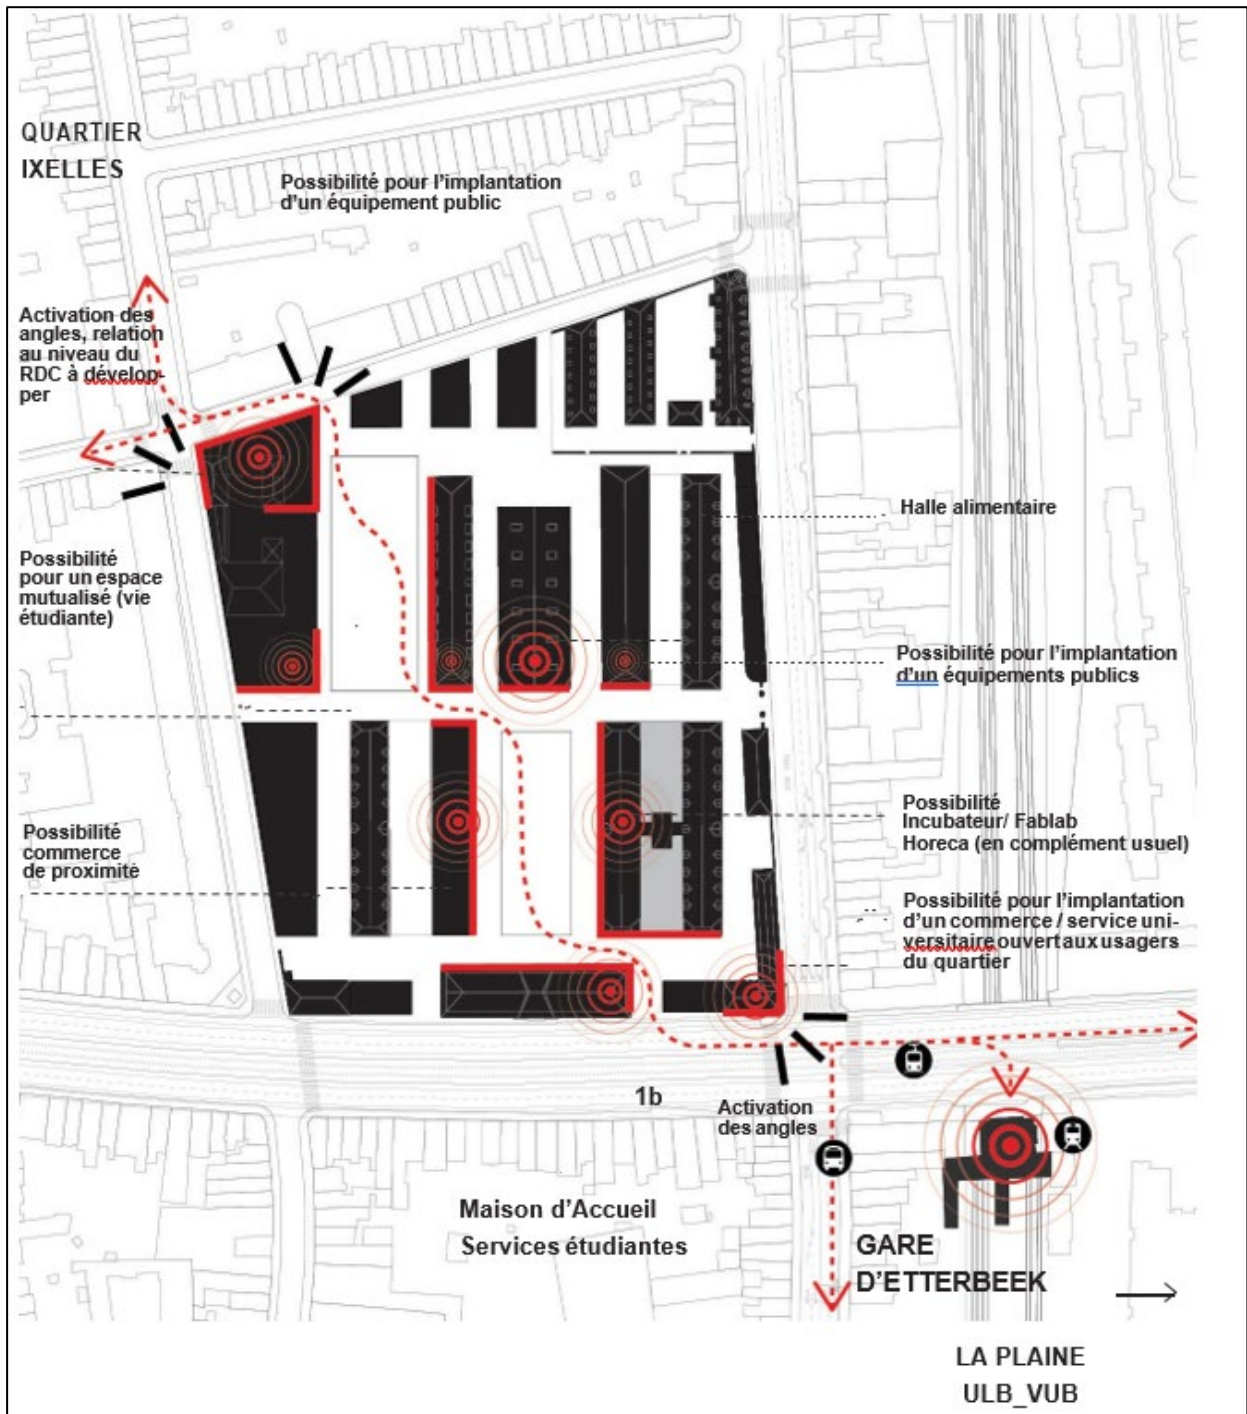 QUARTIER
IXELLES
Possibilité pour l'implantation
d'un équipement public
Activation des
angles, relation
au niveau du
RDC à dévelop-
per
Halle alimentaire
Possibilité
pour un espace
mutualisé (vie
étudiante)
Possibilité pour l'implantation
d'un équipements publics
Possibilité
Incubateur/ Fablab
Horeca (en complément usuel)
Possibilité
commerce
de proximité
Possibilité pour l'implantation
d'un commerce / service uni-
versitaire ouvert aux usagers
du quartier
1b
Activation
des angles
Maison d'Accueil
Services étudiantes
GARE
D'ETTERBEEK
LA PLAINE
ULB_VUB